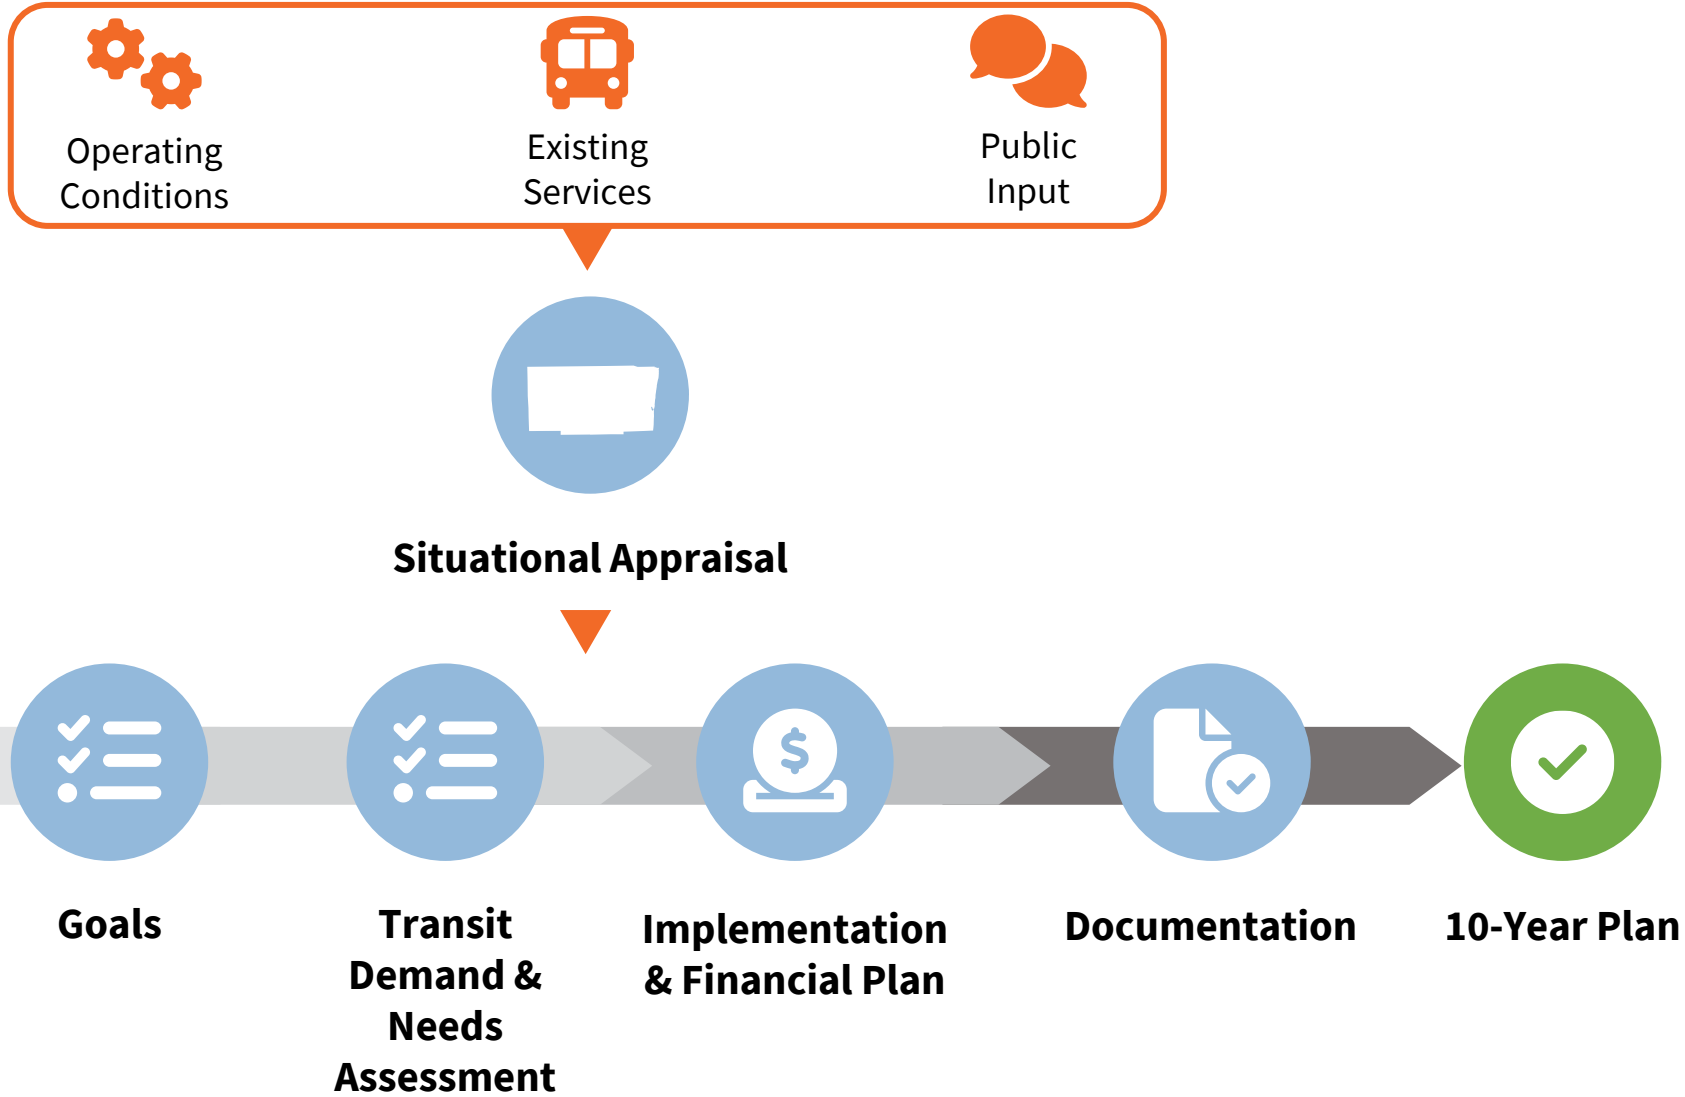 Operating
Conditions
Existing
Services
Public
Input
Situational Appraisal
$
Goals
Transit
Demand &
Needs
Assessment
Implementation
& Financial Plan
Documentation
10-Year Plan